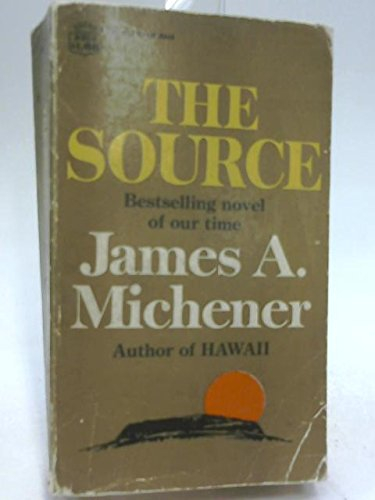 THE
SOURCE
Bestselling novel
of our time
James A.
Michener
Author of HAWAII